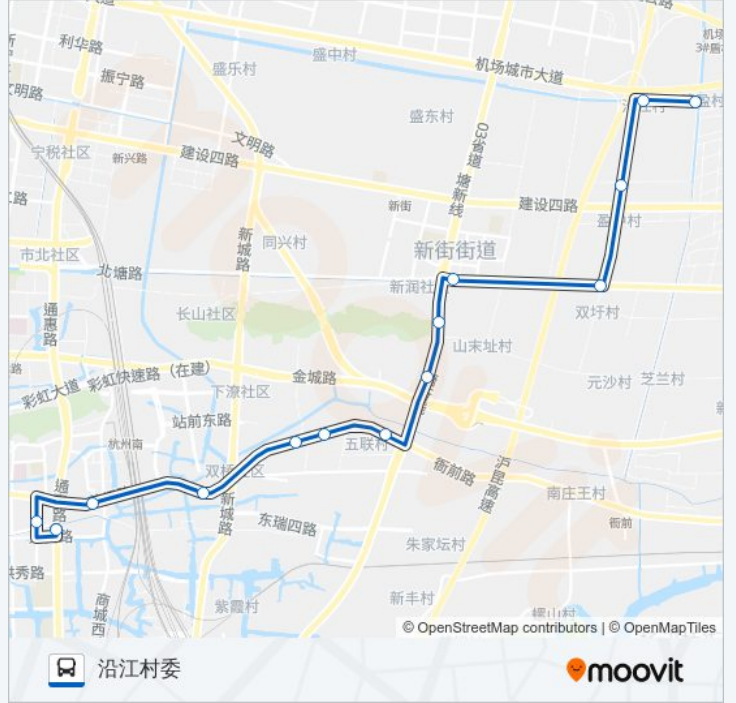 利华路
盛乐村
盛中村
机场城市大道
振宁路
文明路
盛东村
03省道 塘新线
文明路
宁税社区
新兴路
建设四路
新街
建设四路
新城路
同兴村
新街街道
市北社区
北塘路
新润社
双圩村
通惠路
长山社区
山末址村
彩虹大道
彩虹快速路（在建）
金城路
下潦社区
元沙村
芝兰村
站前东路
杭州南
五联村
衙前路
沪昆高速
南庄王村
新城路
东瑞四路
衙前
朱家坛村
洪秀路
商城西
紫霞村
新丰村
© OpenStreetMap contributors | © OpenMapTiles
沿江村委
moovit